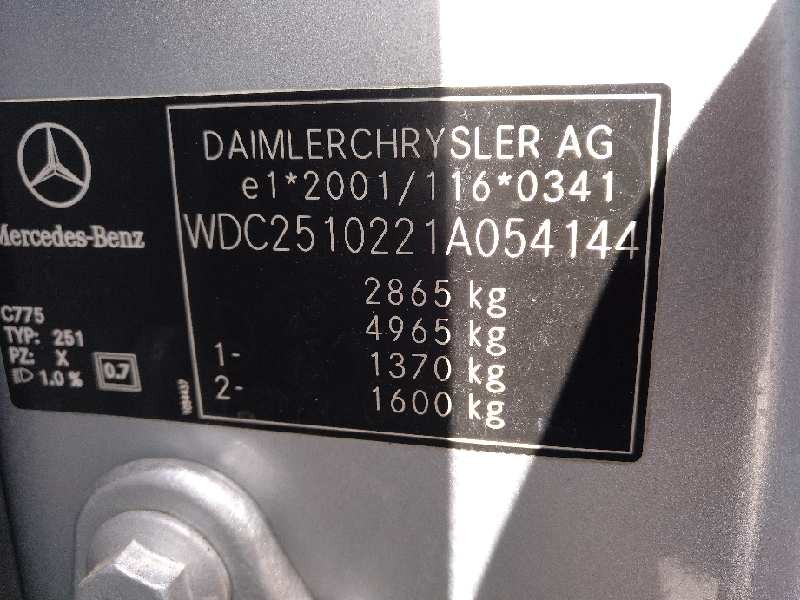 Mercedes-Benz
C775
TYP: 251
PZ: X
1.0 %
0.7
DAIMLERCHRYSLER AG
e1*2001/116*0341
WDC2510221A054144
2865 kg
4965 kg
1- 1370 kg
2- 1600 kg